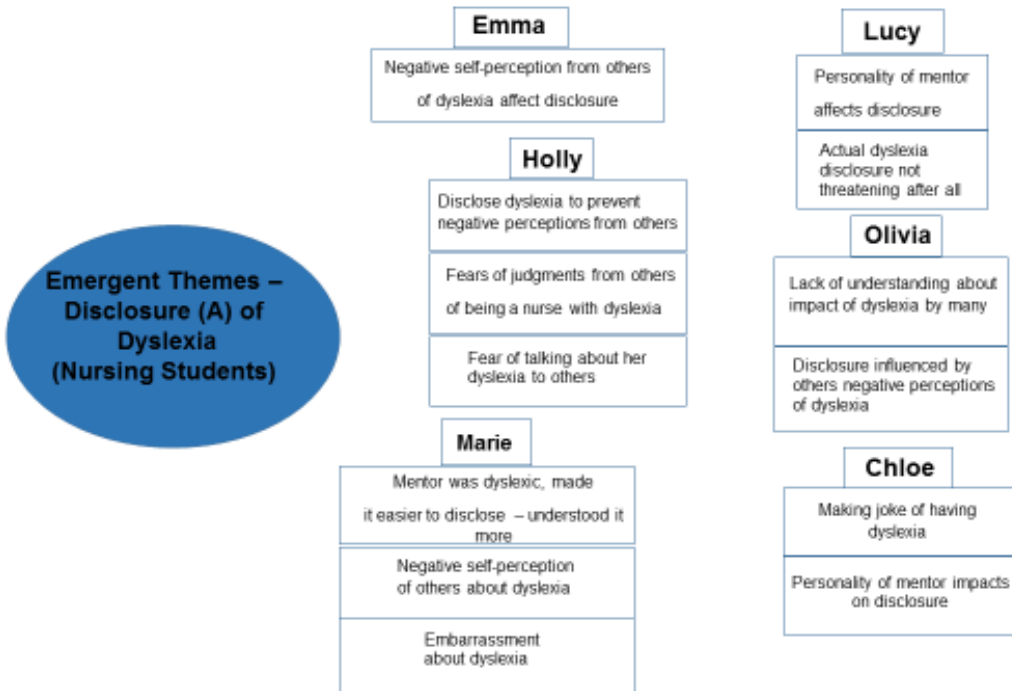 Emergent Themes –
Disclosure (A) of
Dyslexia
(Nursing Students)
Emma
Negative self-perception from others
of dyslexia affect disclosure
Holly
Disclose dyslexia to prevent
negative perceptions from others
Fears of judgments from others
of being a nurse with dyslexia
Fear of talking about her
dyslexia to others
Marie
Mentor was dyslexic, made
it easier to disclose – understood it
more
Negative self-perception
of others about dyslexia
Embarrassment
about dyslexia
Lucy
Personality of mentor
affects disclosure
Actual dyslexia
disclosure not
threatening after all
Olivia
Lack of understanding about
impact of dyslexia by many
Disclosure influenced by
others negative perceptions
of dyslexia
Chloe
Making joke of having
dyslexia
Personality of mentor impacts
on disclosure